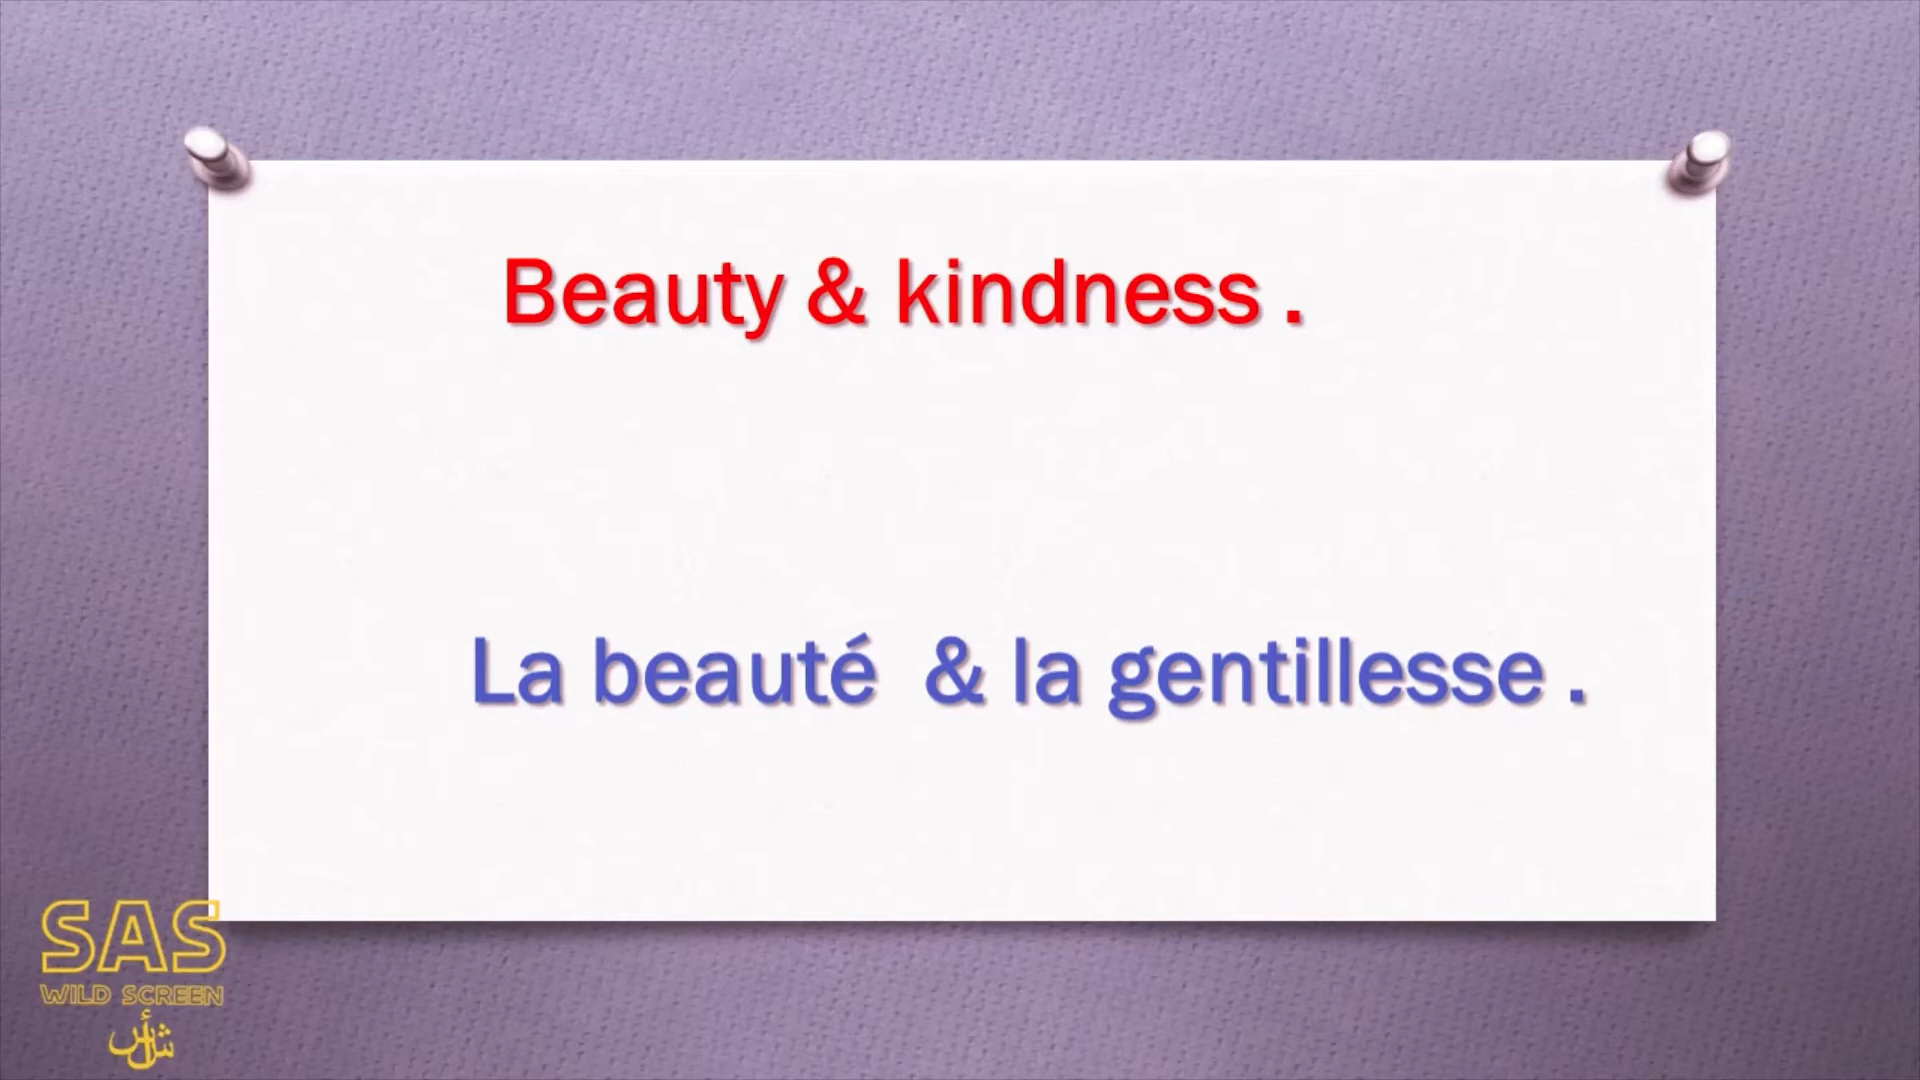 Beauty & kindness .
La beauté & la gentillesse .
SAS
WILD SCREEN